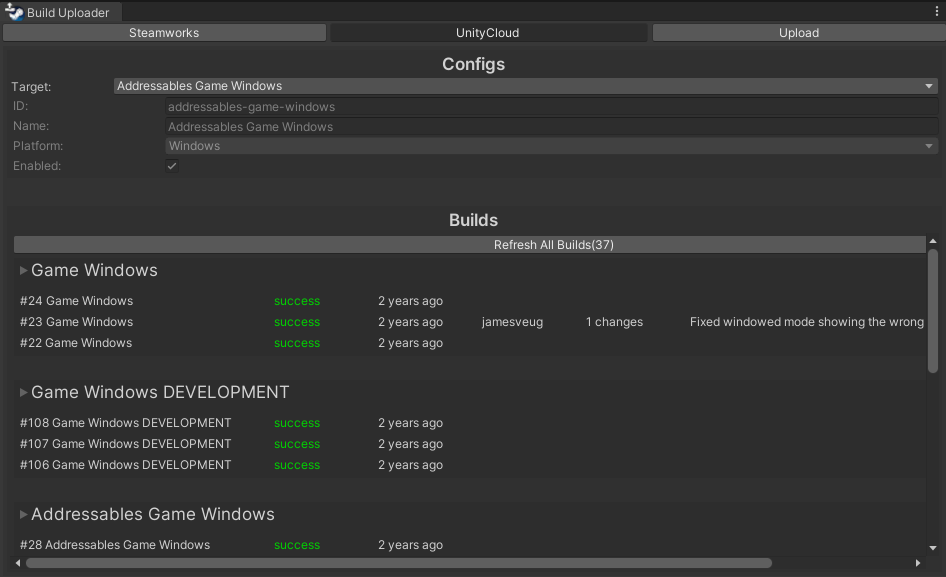 Build Uploader
Steamworks UnityCloud Upload
Configs
Target: Addressables Game Windows
ID: addressables-game-windows
Name: Addressables Game Windows
Platform: Windows
Enabled:
Builds
Refresh All Builds(37)
Game Windows
#24 Game Windows success 2 years ago
#23 Game Windows success 2 years ago jamesveug 1 changes Fixed windowed mode showing the wrong
#22 Game Windows success 2 years ago
Game Windows DEVELOPMENT
#108 Game Windows DEVELOPMENT success 2 years ago
#107 Game Windows DEVELOPMENT success 2 years ago
#106 Game Windows DEVELOPMENT success 2 years ago
Addressables Game Windows
#28 Addressables Game Windows success 2 years ago